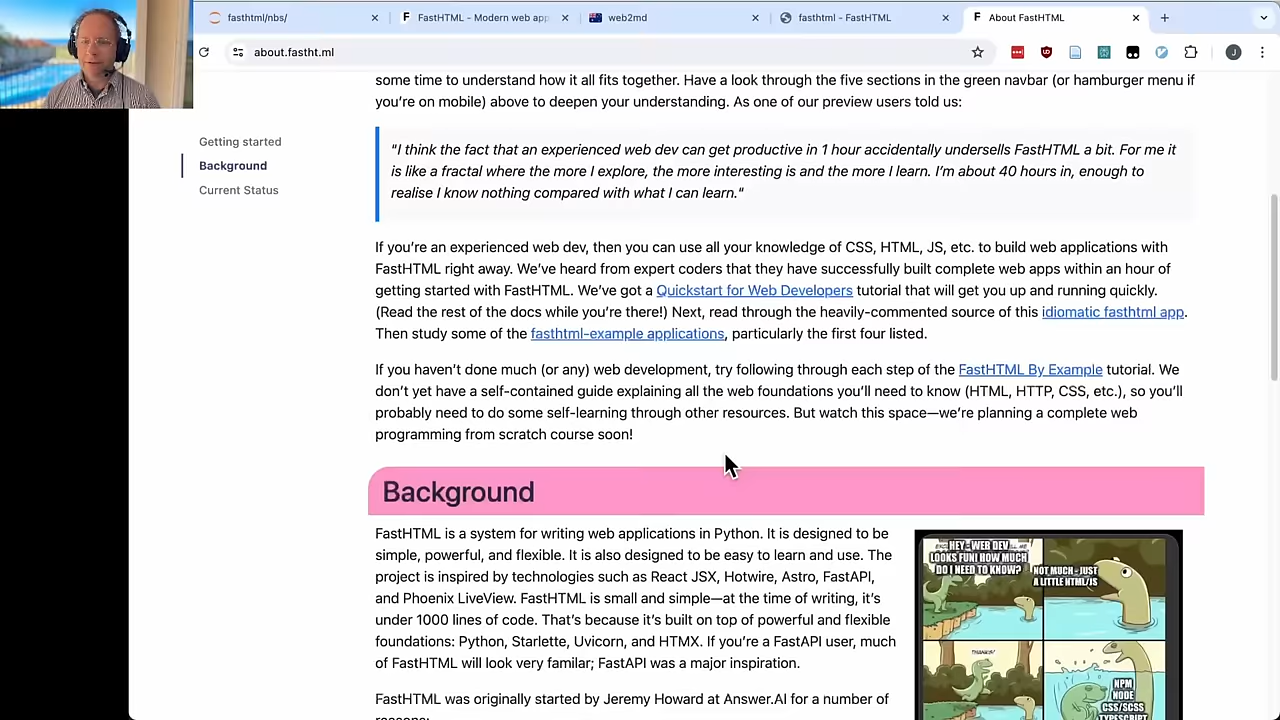 fasthtml/nbs/
FastHTML - Modern web app
web2md
fasthtml - FastHTML
About FastHTML
about.fastht.ml
J
some time to understand how it all fits together. Have a look through the five sections in the green navbar (or hamburger menu if
you're on mobile) above to deepen your understanding. As one of our preview users told us:
Getting started
Background
Current Status
"I think the fact that an experienced web dev can get productive in 1 hour accidentally undersells FastHTML a bit. For me it
is like a fractal where the more I explore, the more interesting is and the more I learn. I'm about 40 hours in, enough to
realise I know nothing compared with what I can learn."
If you're an experienced web dev, then you can use all your knowledge of CSS, HTML, JS, etc. to build web applications with
FastHTML right away. We've heard from expert coders that they have successfully built complete web apps within an hour of
getting started with FastHTML. We've got a Quickstart for Web Developers tutorial that will get you up and running quickly.
(Read the rest of the docs while you're there!) Next, read through the heavily-commented source of this idiomatic fasthtml app.
Then study some of the fasthtml-example applications, particularly the first four listed.
If you haven't done much (or any) web development, try following through each step of the FastHTML By Example tutorial. We
don't yet have a self-contained guide explaining all the web foundations you'll need to know (HTML, HTTP, CSS, etc.), so you'll
probably need to do some self-learning through other resources. But watch this space—we're planning a complete web
programming from scratch course soon!
Background
FastHTML is a system for writing web applications in Python. It is designed to be
simple, powerful, and flexible. It is also designed to be easy to learn and use. The
project is inspired by technologies such as React JSX, Hotwire, Astro, FastAPI,
and Phoenix LiveView. FastHTML is small and simple—at the time of writing, it's
under 1000 lines of code. That's because it's built on top of powerful and flexible
foundations: Python, Starlette, Uvicorn, and HTMX. If you're a FastAPI user, much
of FastHTML will look very familar; FastAPI was a major inspiration.
FastHTML was originally started by Jeremy Howard at Answer.AI for a number of
reasons:
HEY - WEB DEV
LOOKS FUN! HOW MUCH
DO I NEED TO KNOW?
NOT MUCH - JUST
A LITTLE HTML/JS
THANKS!
NPM
NODE
CSS/SCSS
TYPESCRIPT